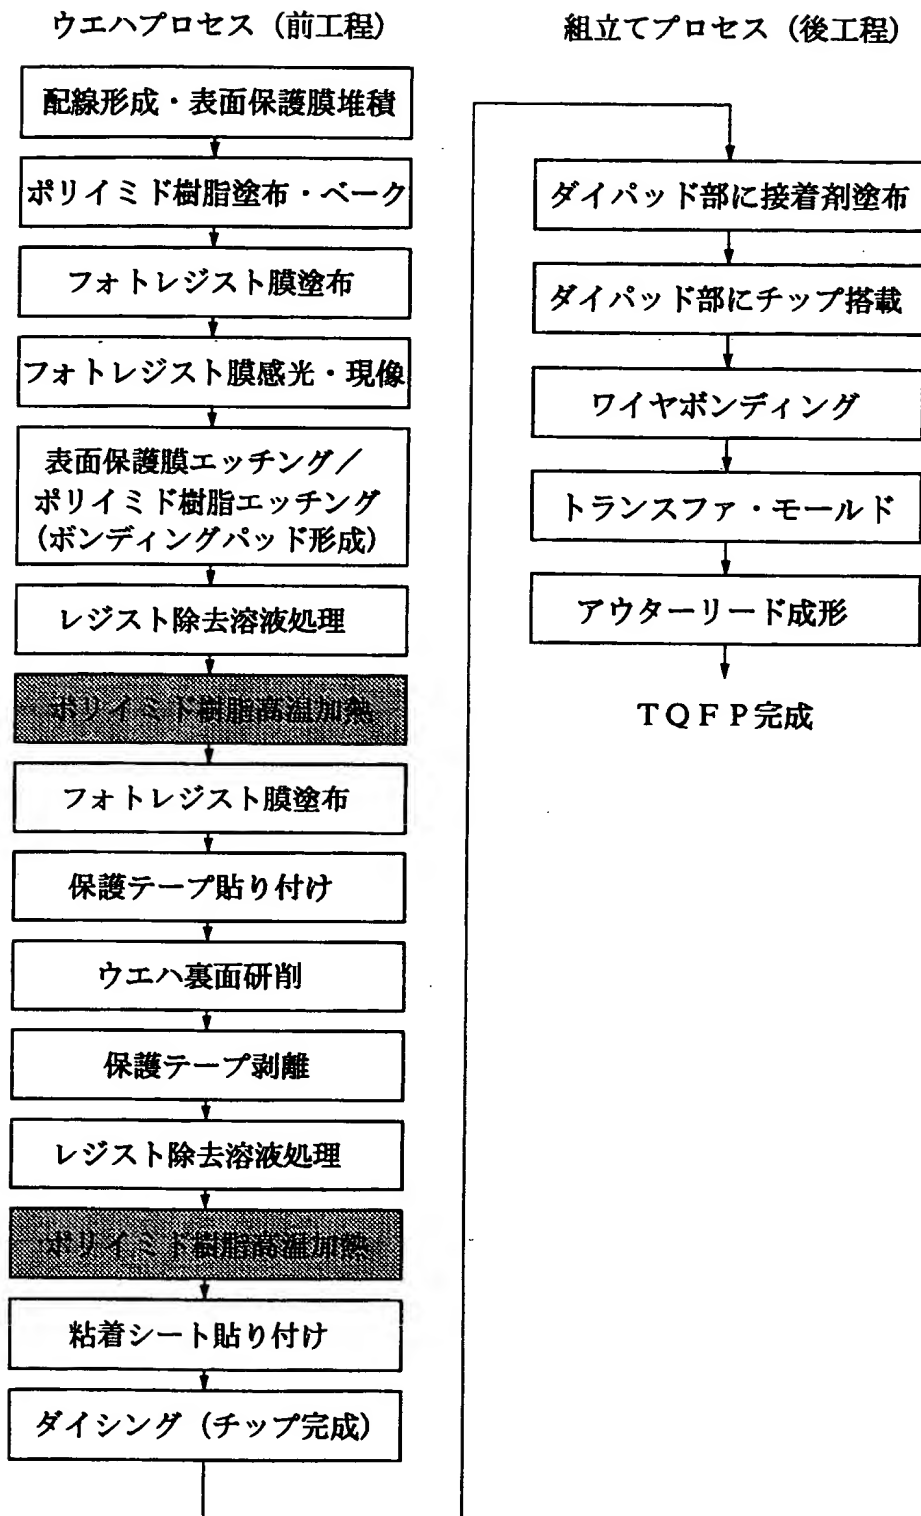 ウエハプロセス（前工程）
配線形成・表面保護膜堆積
ポリイミド樹脂塗布・ベーク
フォトレジスト膜塗布
フォトレジスト膜感光・現像
表面保護膜エッチング／
ポリイミド樹脂エッチング
（ボンディングパッド形成）
レジスト除去溶液処理
ポリイミド樹脂高温加熱
フォトレジスト膜塗布
保護テープ貼り付け
ウエハ裏面研削
保護テープ剥離
レジスト除去溶液処理
ポリイミド樹脂高温加熱
粘着シート貼り付け
ダイシング（チップ完成）
組立てプロセス（後工程）
ダイパッド部に接着剤塗布
ダイパッド部にチップ搭載
ワイヤボンディング
トランスファ・モールド
アウターリード成形
ＴＱＦＰ完成